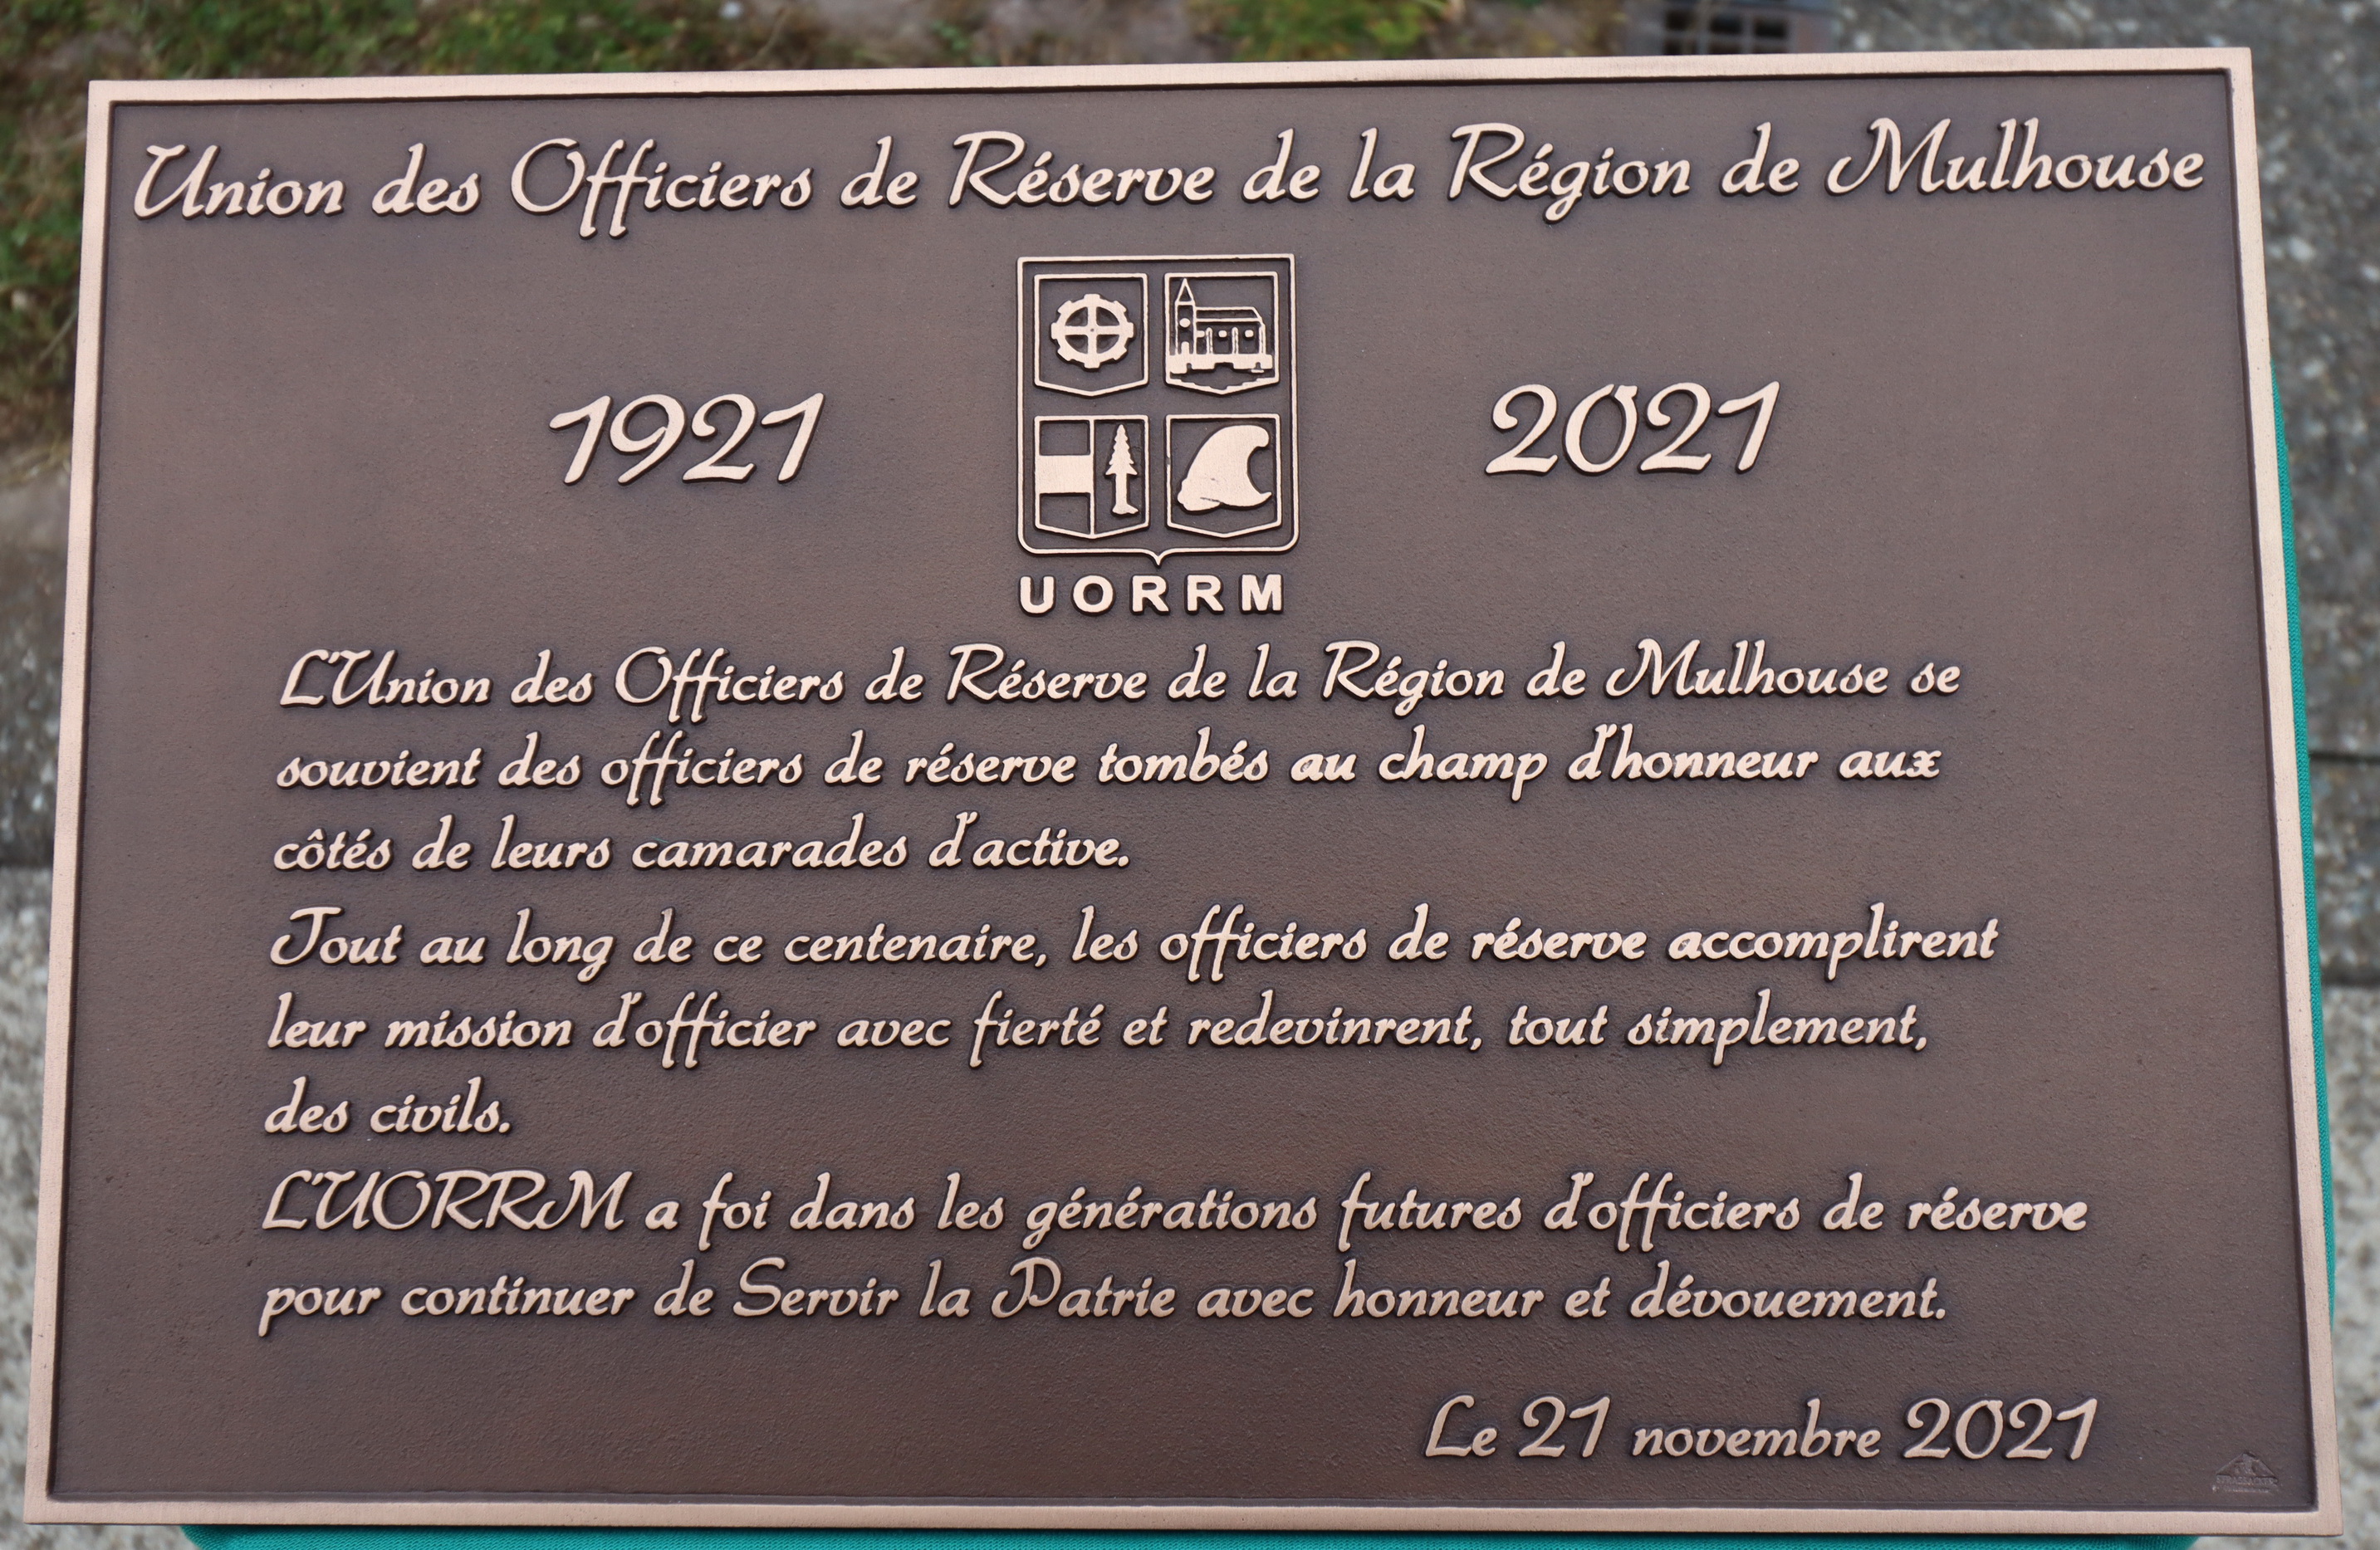 Union des Officiers de Réserve de la Région de Mulhouse
1921 2021
UORRM
L'Union des Officiers de Réserve de la Région de Mulhouse se
souvient des officiers de réserve tombés au champ d'honneur aux
côtés de leurs camarades d'active.
Tout au long de ce centenaire, les officiers de réserve accomplirent
leur mission d'officier avec fierté et redevinrent, tout simplement,
des civils.
L'UORRM a foi dans les générations futures d'officiers de réserve
pour continuer de Servir la Patrie avec honneur et dévouement.
Le 21 novembre 2021
STRASSACKER